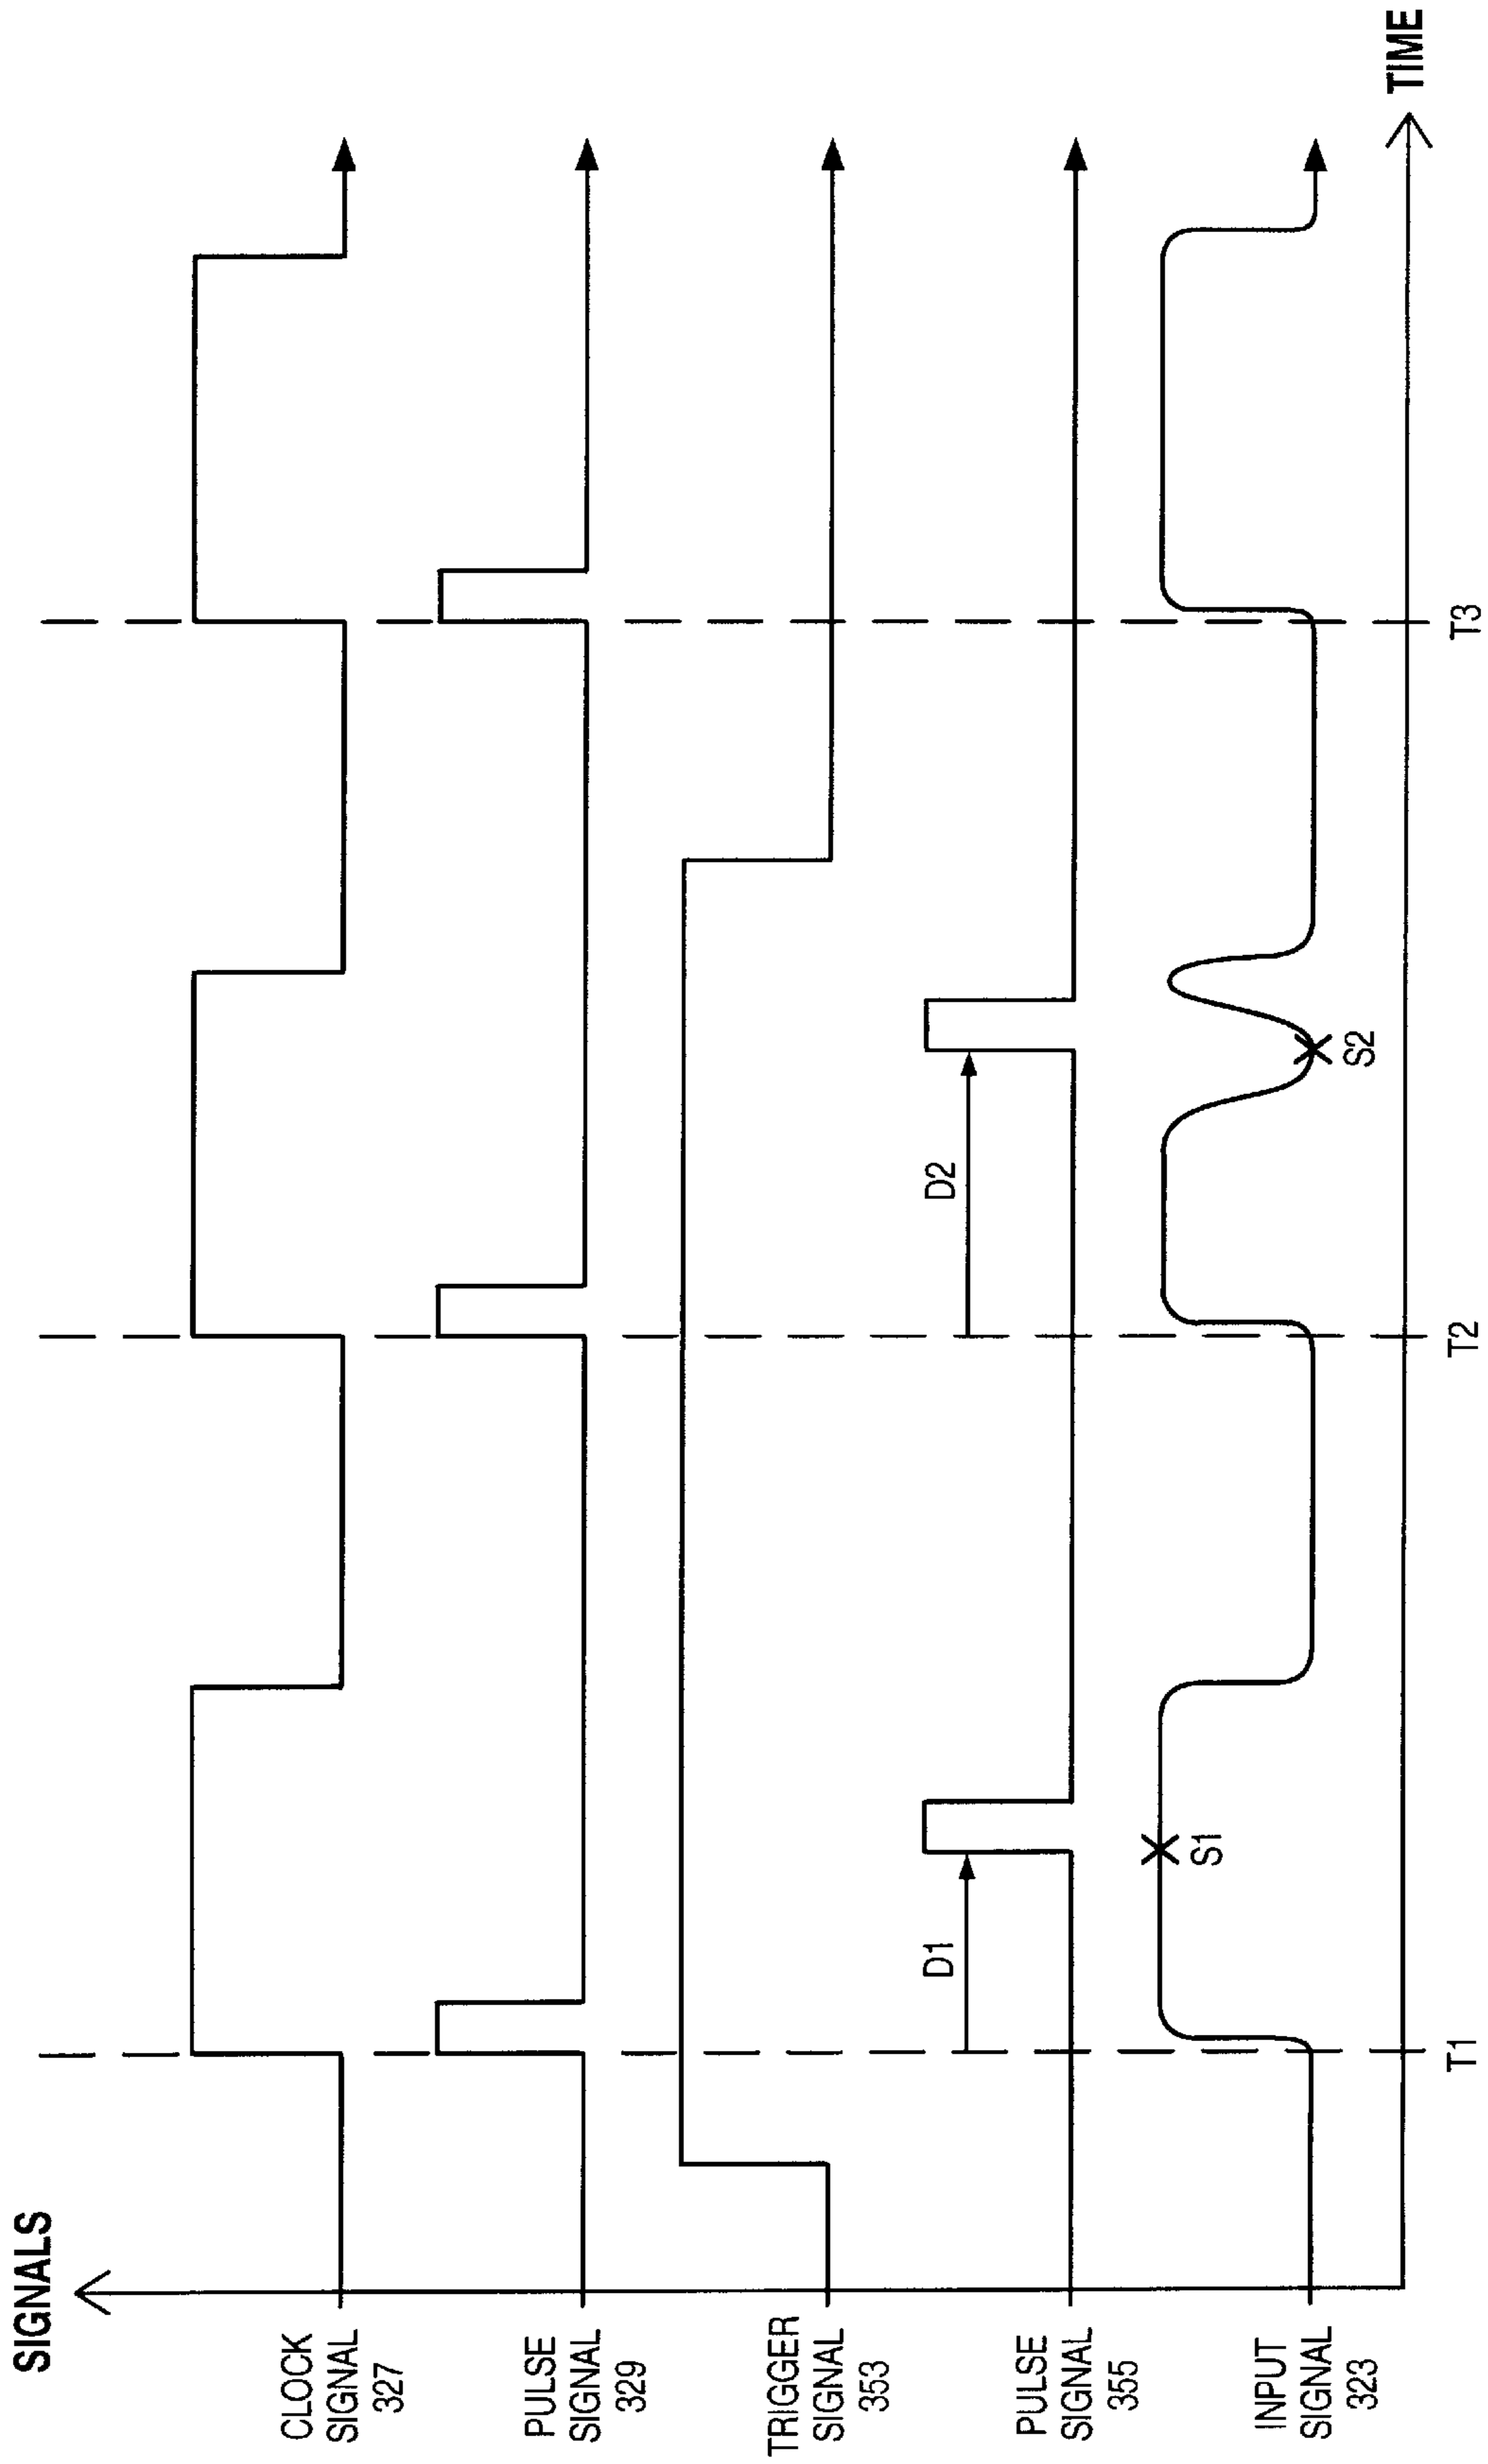 SIGNALS
CLOCK
SIGNAL
327
PULSE
SIGNAL
329
TRIGGER
SIGNAL
353
D1
D2
PULSE
SIGNAL
355
S1
S2
INPUT
SIGNAL
323
T1
T2
T3
TIME